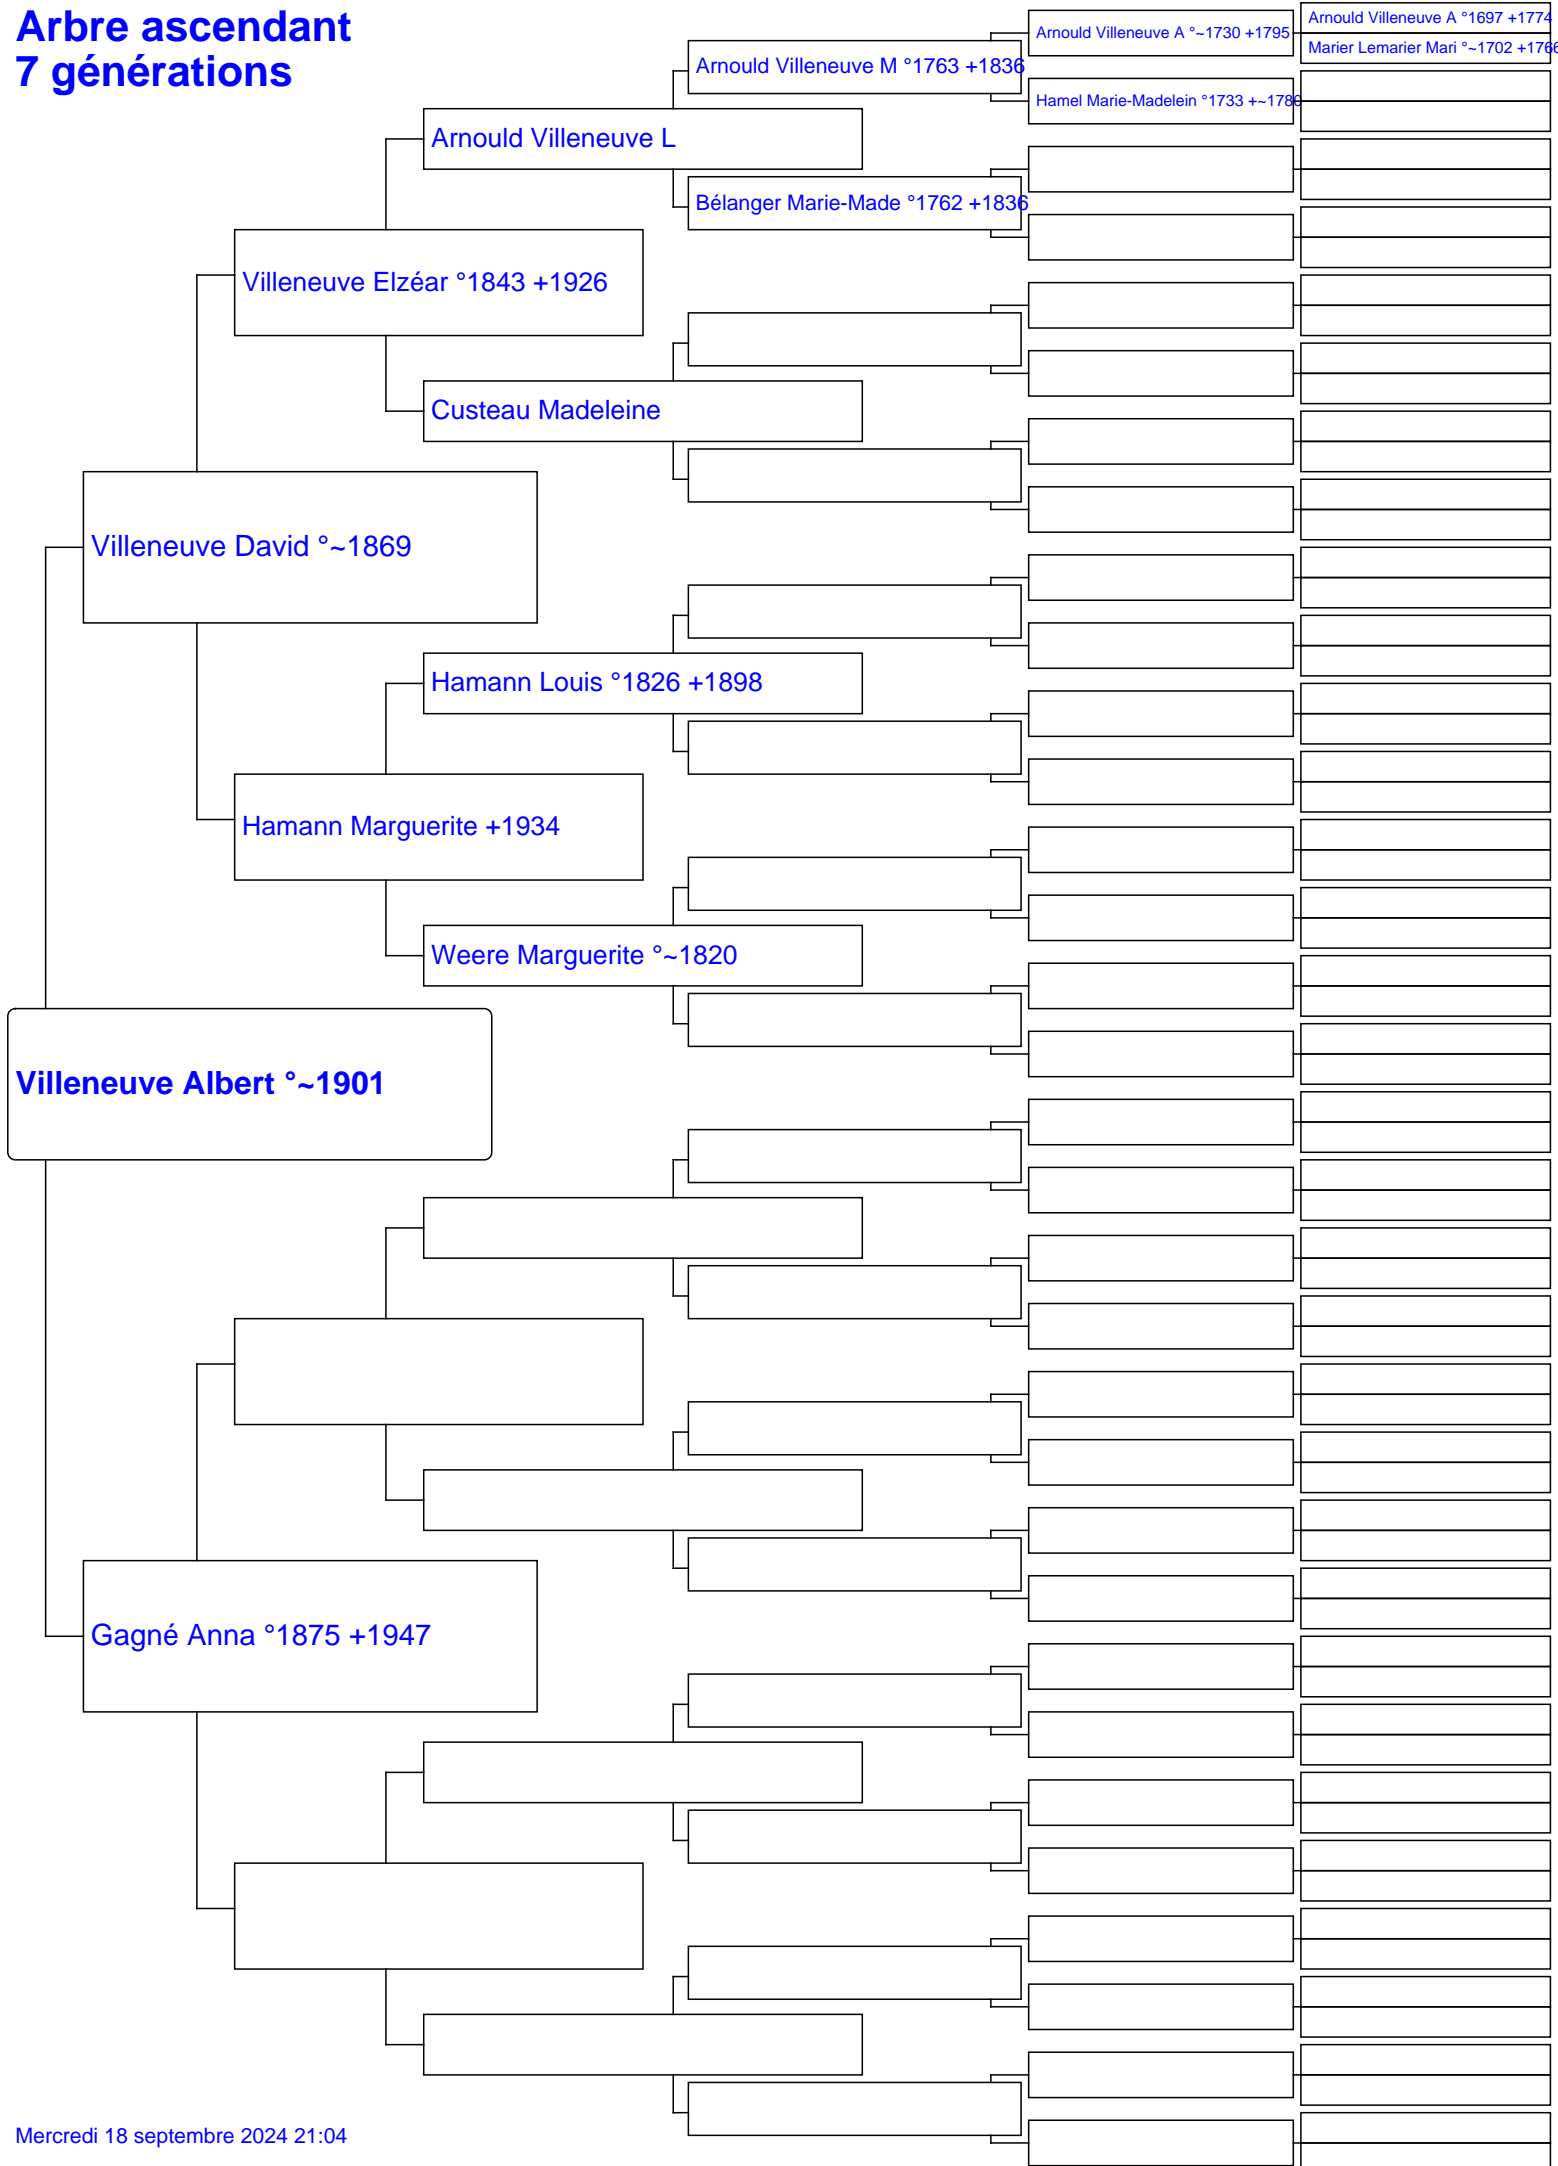 Arbre ascendant
7 générations
Arnould Villeneuve A °1697 +1774
Marier Lemarier Mari °~1702 +1766
Arnould Villeneuve A °~1730 +1795
Hamel Marie-Madelein °1733 +~1780
Arnould Villeneuve M °1763 +1836
Bélanger Marie-Made °1762 +1836
Arnould Villeneuve L
Villeneuve Elzéar °1843 +1926
Custeau Madeleine
Villeneuve David °~1869
Hamann Louis °1826 +1898
Hamann Marguerite +1934
Weere Marguerite °~1820
Villeneuve Albert °~1901
Gagné Anna °1875 +1947
Mercredi 18 septembre 2024 21:04